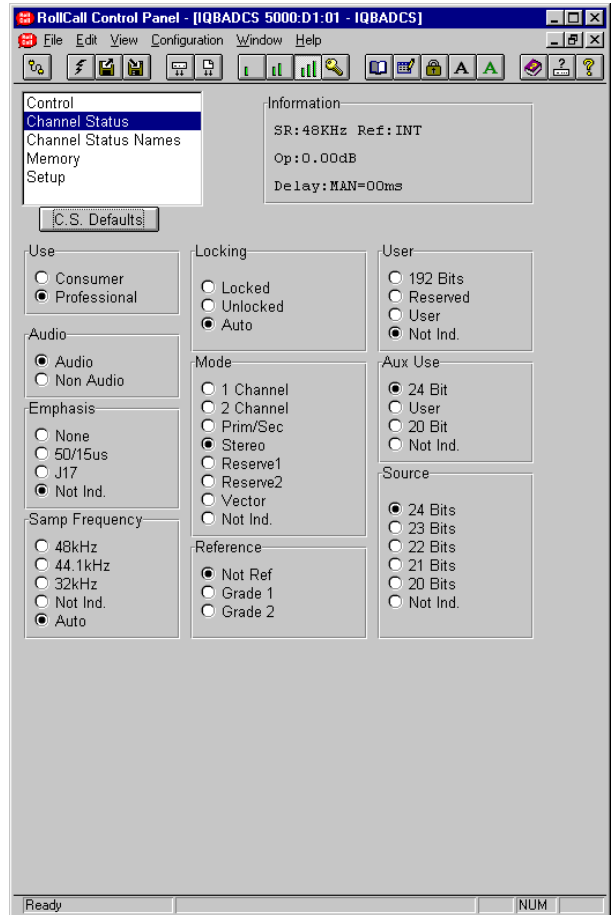 RollCall Control Panel - [IQBADCS 5000:D1:01 - IQBADCS]
File Edit View Configuration Window Help
A A
Control
Channel Status
Channel Status Names
Memory
Setup
Information
SR:48KHz Ref:INT
Op:0.00dB
Delay:MAN=00ms
C.S. Defaults
Use
Consumer
Professional
Audio
Audio
Non Audio
Emphasis
None
50/15us
J17
Not Ind.
Samp Frequency
48kHz
44.1kHz
32kHz
Not Ind.
Auto
Locking
Locked
Unlocked
Auto
Mode
1 Channel
2 Channel
Prim/Sec
Stereo
Reserve1
Reserve2
Vector
Not Ind.
Reference
Not Ref
Grade 1
Grade 2
User
192 Bits
Reserved
User
Not Ind.
Aux Use
24 Bit
User
20 Bit
Not Ind.
Source
24 Bits
23 Bits
22 Bits
21 Bits
20 Bits
Not Ind.
Ready
NUM